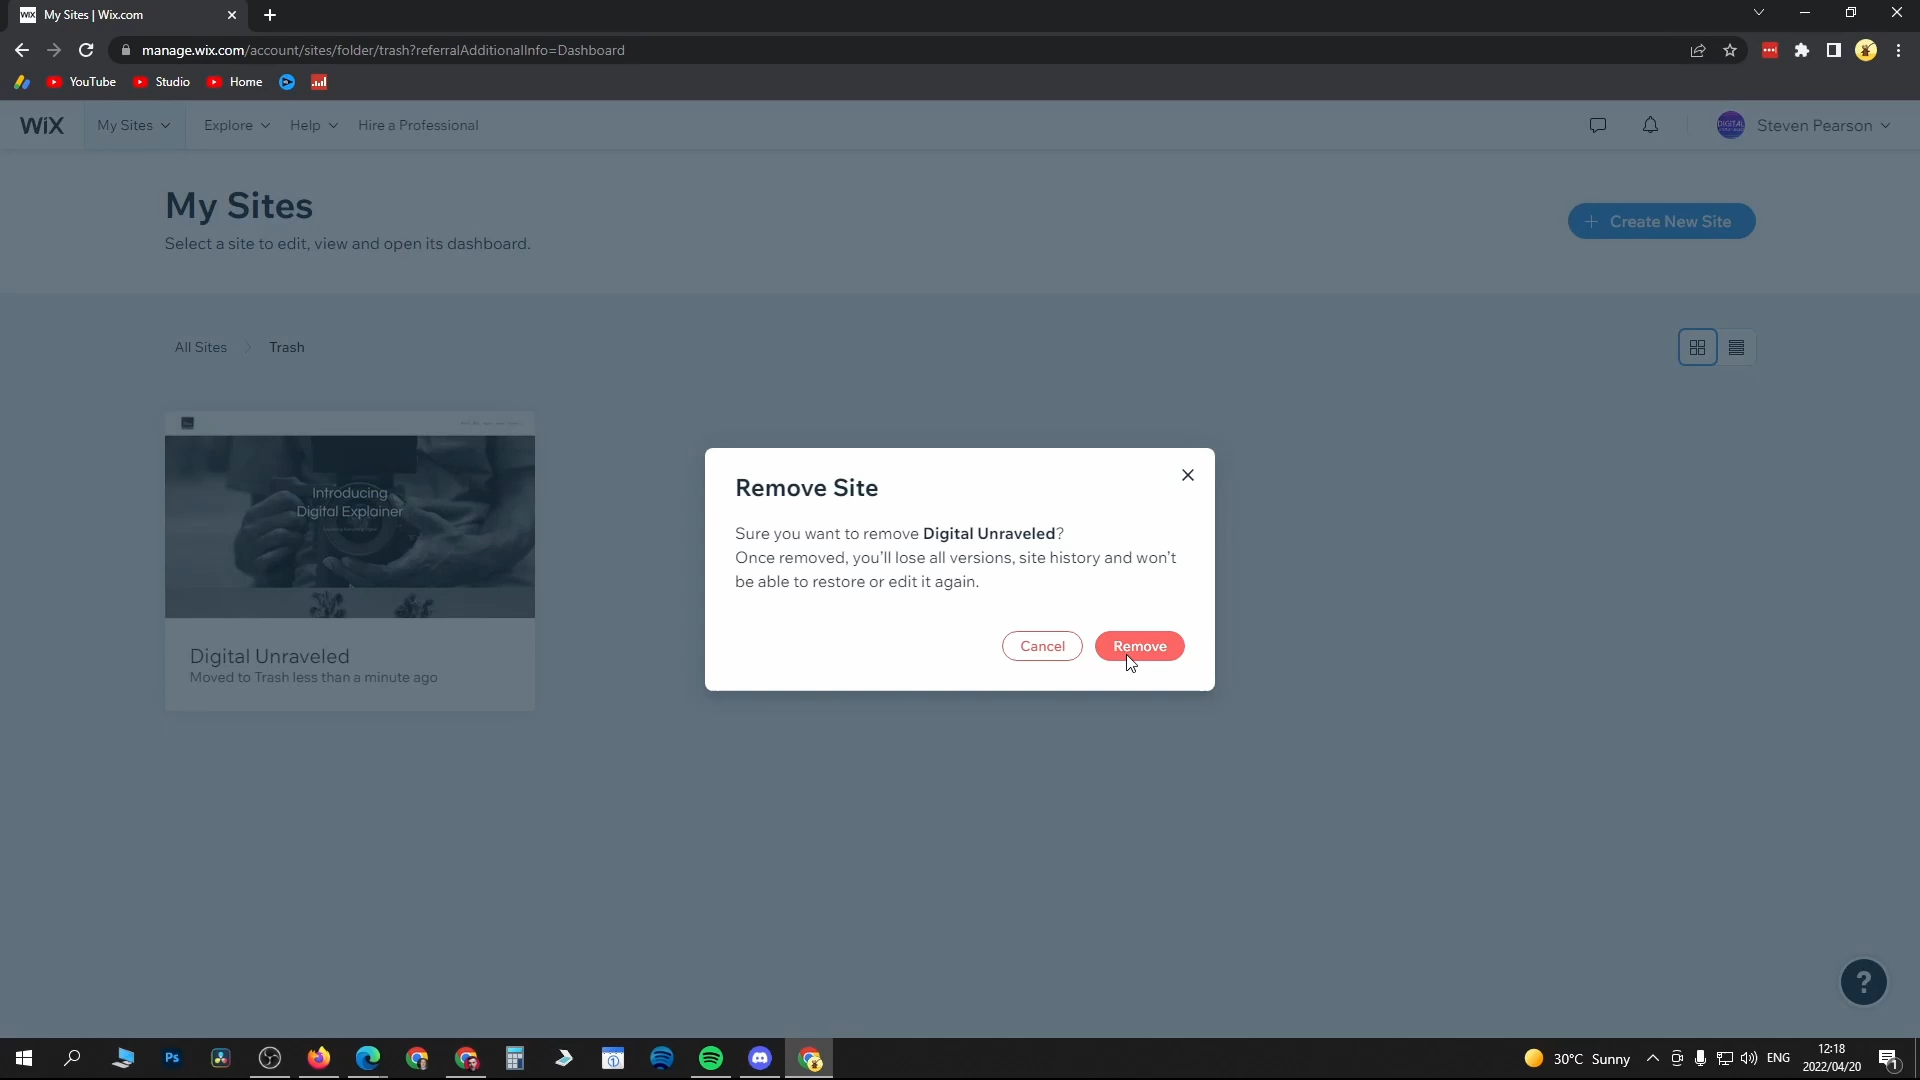 My Sites | Wix.com
manage.wix.com/account/sites/folder/trash?referralAdditionalInfo=Dashboard
YouTube Studio Home
WiX My Sites Explore Help Hire a Professional Steven Pearson
My Sites
Select a site to edit, view and open its dashboard.
+ Create New Site
All Sites > Trash
Introducing
Digital Explainer
Digital Unraveled
Moved to Trash less than a minute ago
Remove Site
Sure you want to remove Digital Unraveled?
Once removed, you'll lose all versions, site history and won't
be able to restore or edit it again.
Cancel Remove
?
Ps
30°C Sunny ENG
12:18
2022/04/20
1